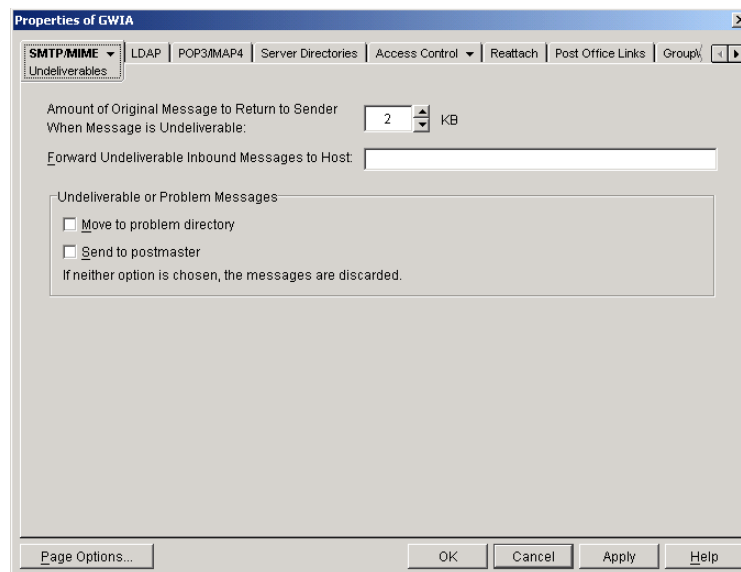 Properties of GWIA
SMTP/MIME LDAP POP3/IMAP4 Server Directories Access Control Reattach Post Office Links
Undeliverables
Amount of Original Message to Return to Sender
When Message is Undeliverable: 2 KB
Forward Undeliverable Inbound Messages to Host:
Undeliverable or Problem Messages
Move to problem directory
Send to postmaster
If neither option is chosen, the messages are discarded.
Page Options... OK Cancel Apply Help